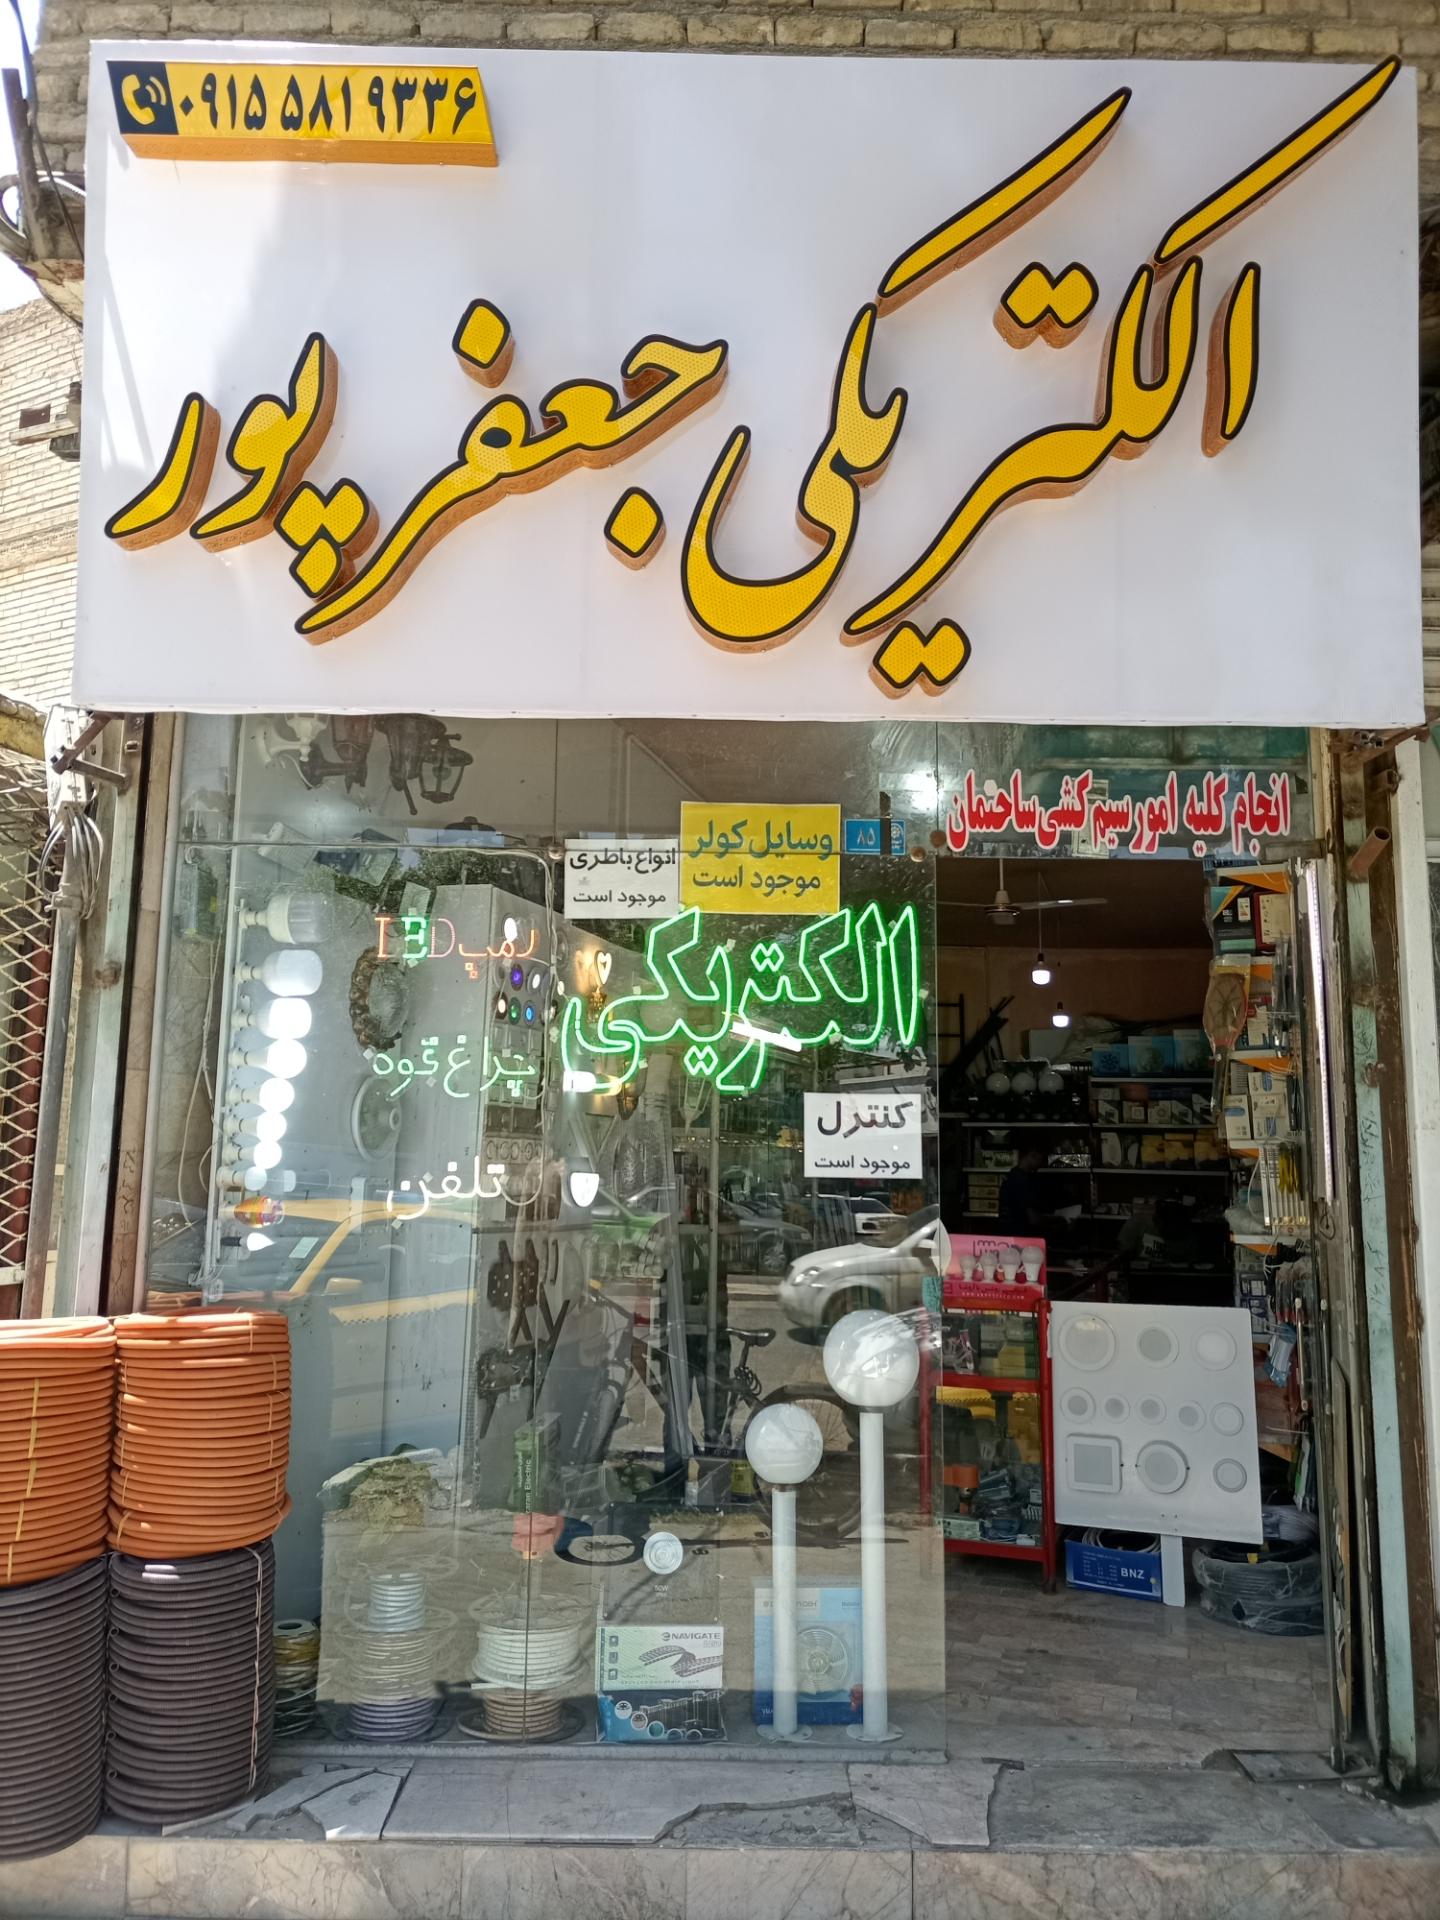 ۰۹۱۵ ۵۸۱ ۹۳۳۶
الکتریکی جعفرپور
انجام کلیه امور سیم کشی ساختمان
وسایل کولر
موجود است
۸۵
انواع باطری
موجود است
لامپ LED
الکتریکی
چراغ قوه
کنترل
موجود است
تلفن
BNZ
NAVIGATE
50W